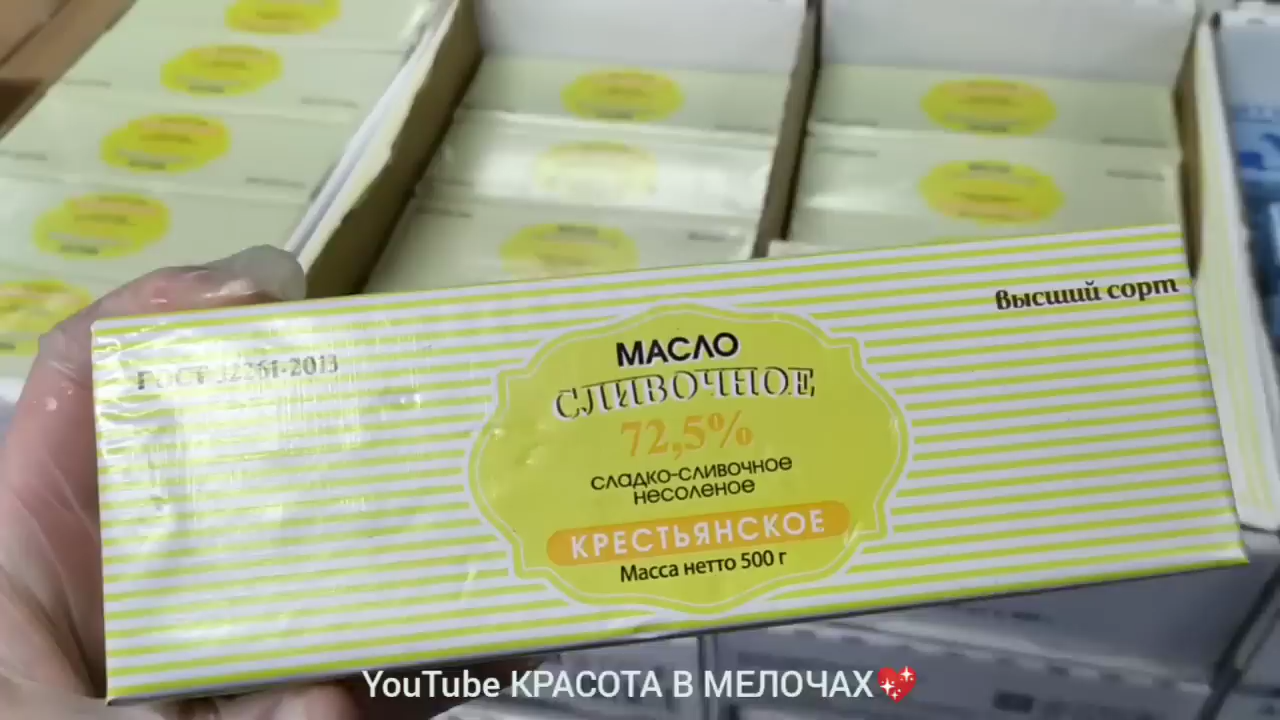 высший сорт
ГОСТ 32261-2013
МАСЛО
СЛИВОЧНОЕ
72,5%
сладко-сливочное
несоленое
КРЕСТЬЯНСКОЕ
Масса нетто 500 г
YouTube КРАСОТА В МЕЛОЧАХ💖